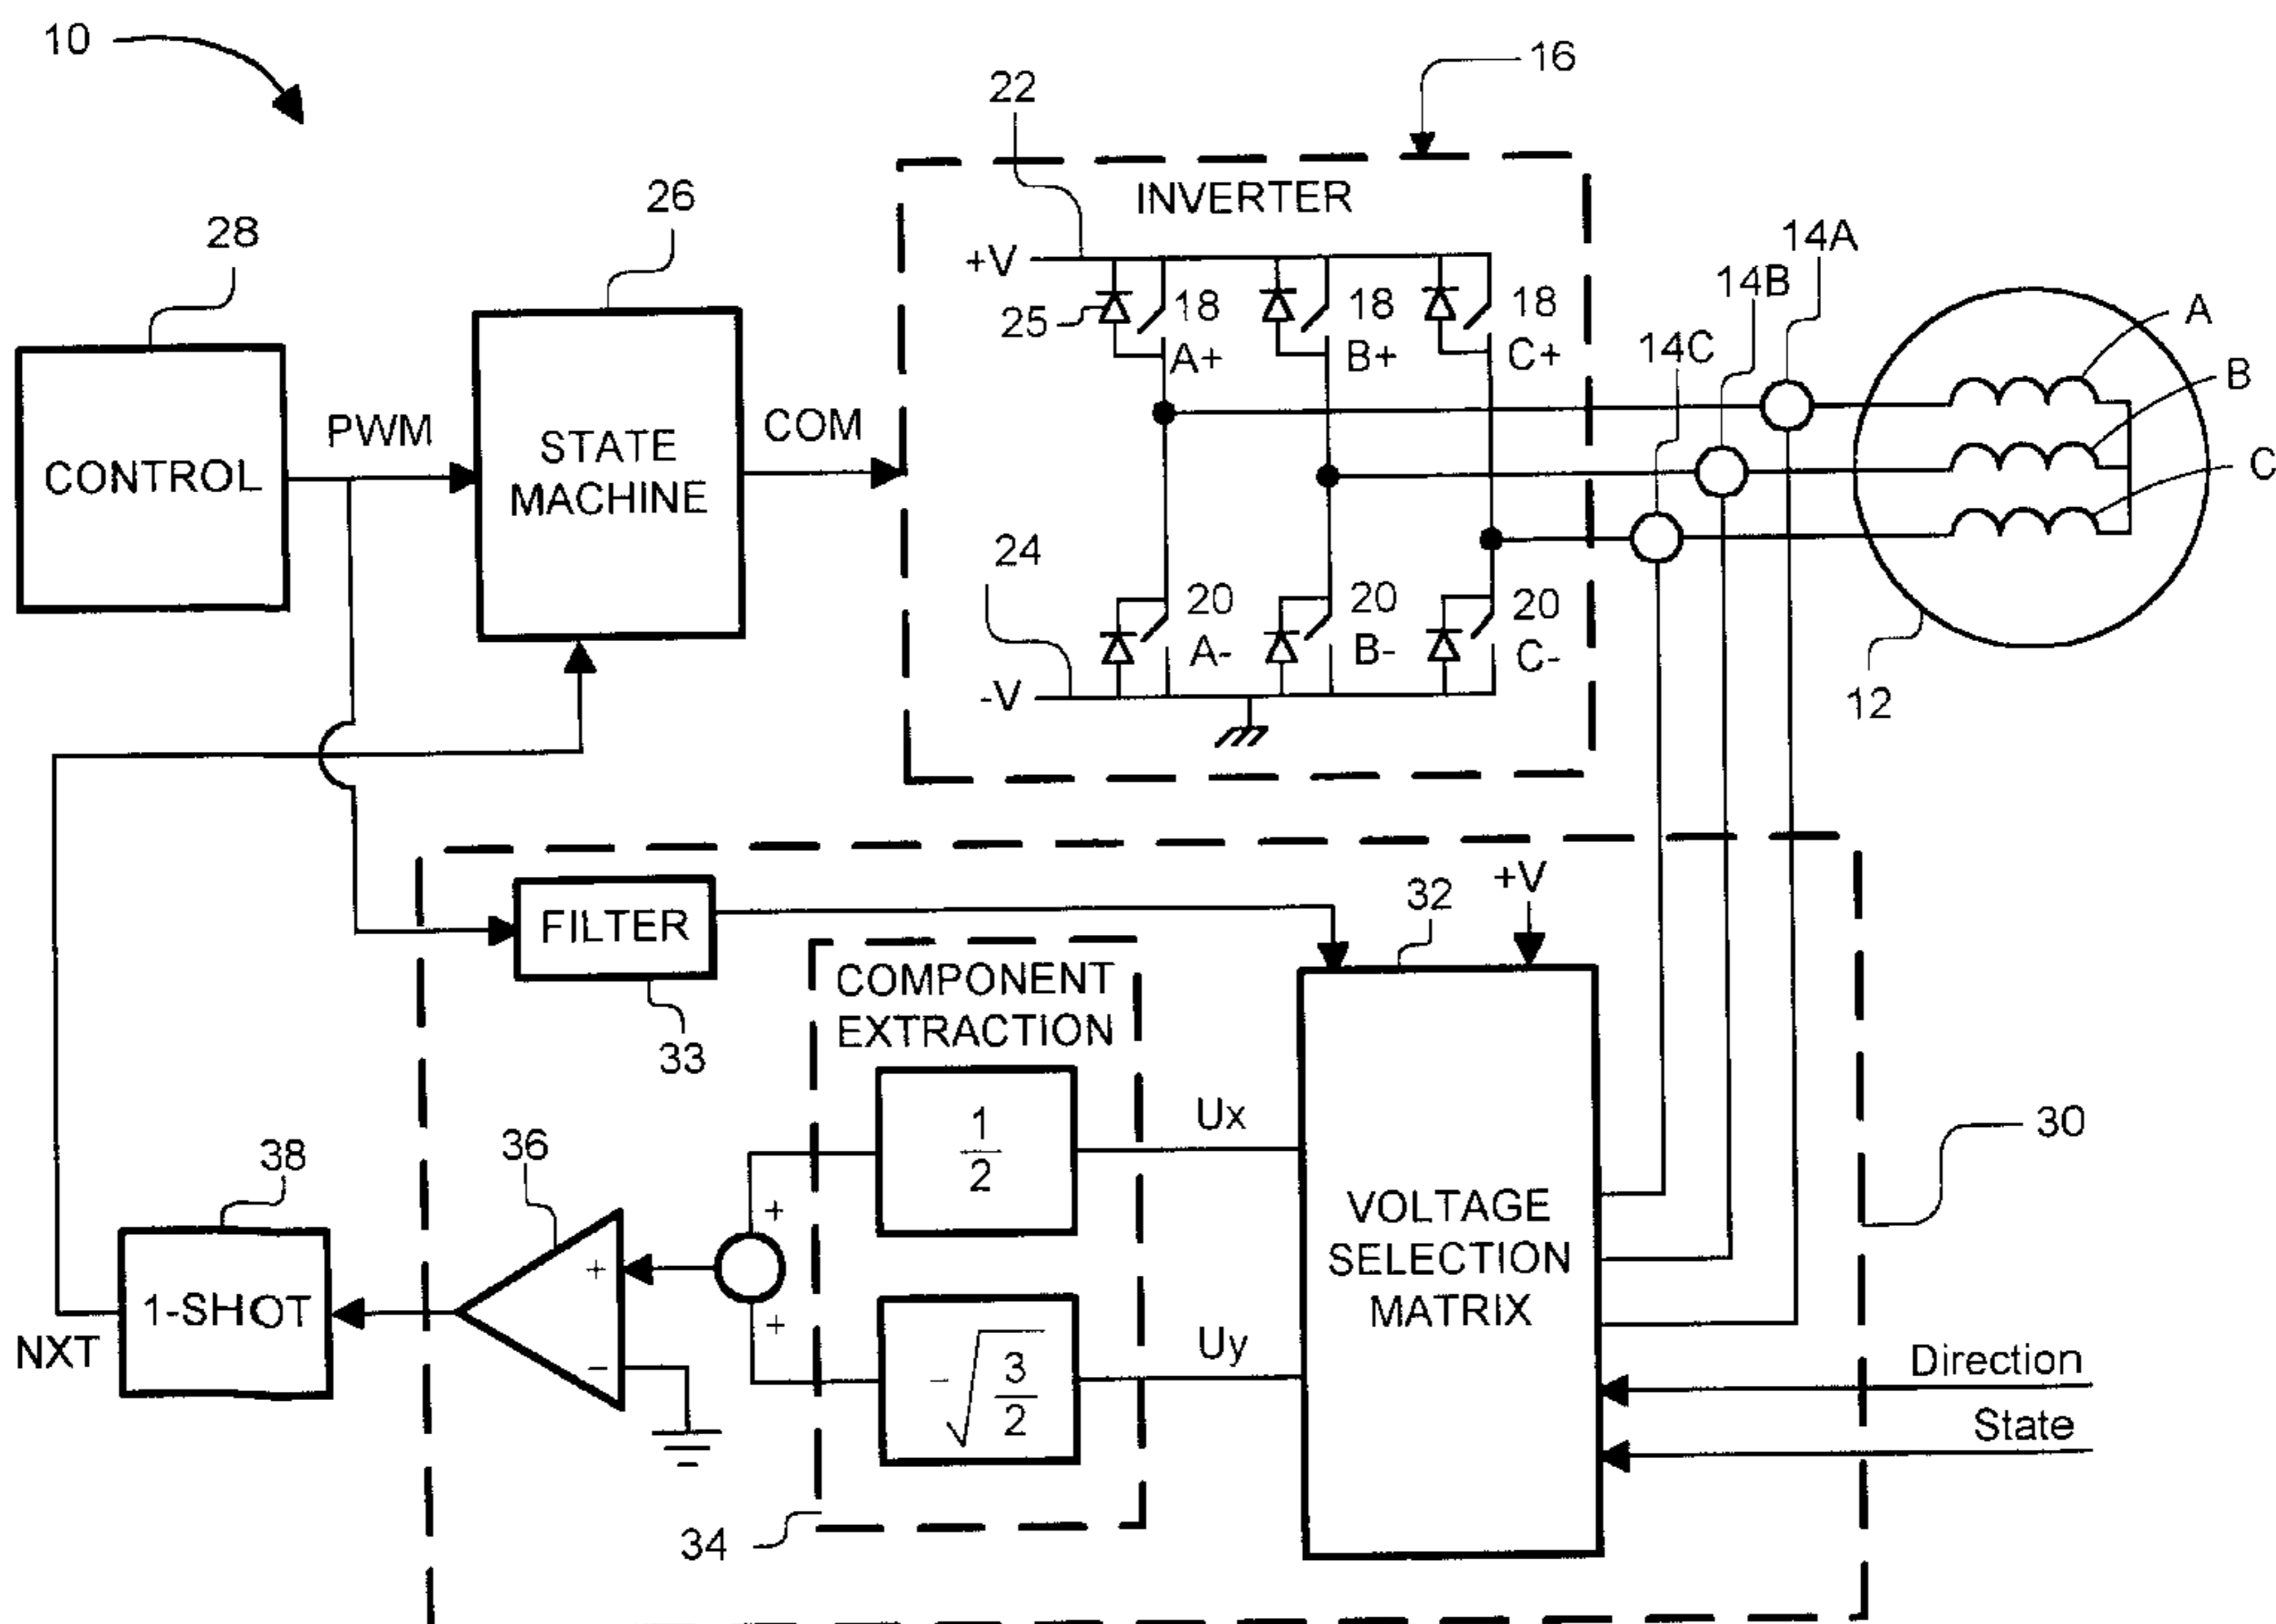 10
16
22
INVERTER
26
28
14A
14B
14C
+V
25
18
A+
18
B+
18
C+
A
B
C
CONTROL
PWM
STATE
MACHINE
COM
24
20
A-
20
B-
20
C-
-V
12
FILTER
33
32
+V
COMPONENT
EXTRACTION
1
2
Ux
30
38
36
+
+
+
-
1-SHOT
NXT
VOLTAGE
SELECTION
MATRIX
- √ 3
2
Uy
Direction
State
34